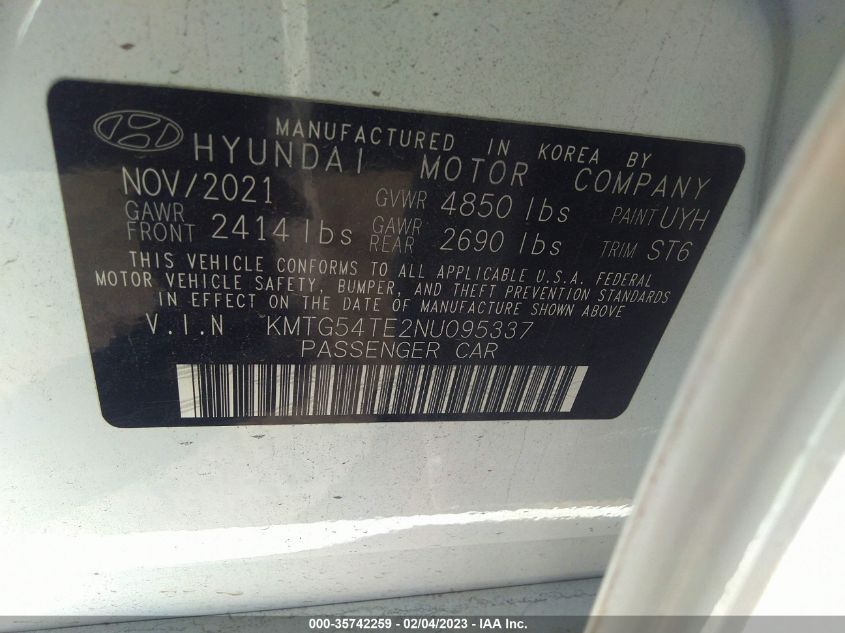 MANUFACTURED IN KOREA BY
HYUNDAI MOTOR COMPANY
NOV/2021 GVWR 4850 lbs PAINT UYH
GAWR FRONT 2414 lbs GAWR REAR 2690 lbs TRIM ST6
THIS VEHICLE CONFORMS TO ALL APPLICABLE U.S.A. FEDERAL
MOTOR VEHICLE SAFETY, BUMPER, AND THEFT PREVENTION STANDARDS
IN EFFECT ON THE DATE OF MANUFACTURE SHOWN ABOVE
V.I.N KMTG54TE2NU095337
PASSENGER CAR
000-35742259 - 02/04/2023 - IAA Inc.